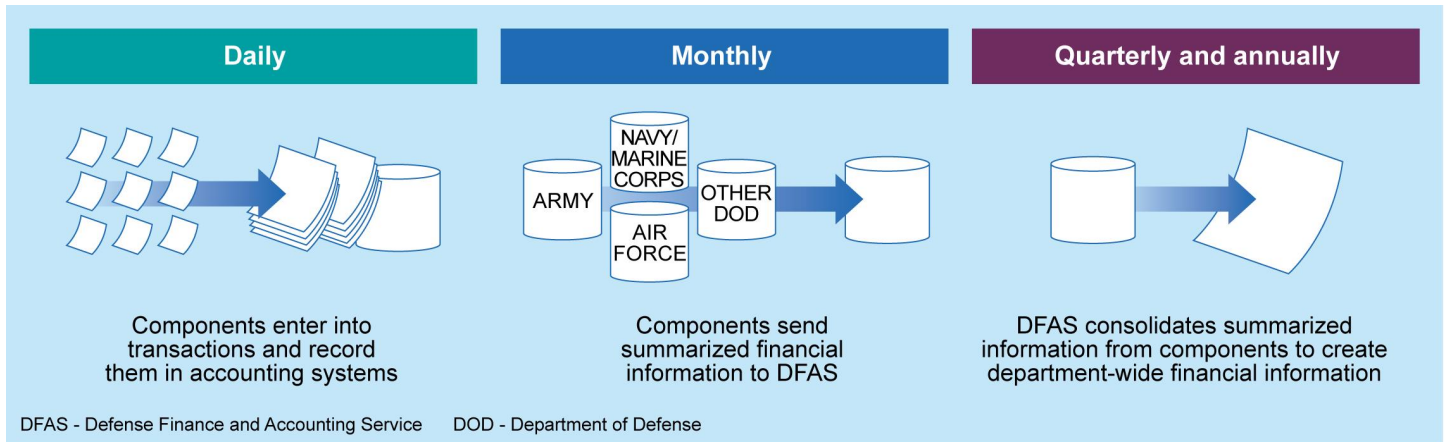 Daily
Monthly
Quarterly and annually
ARMY
NAVY/
MARINE
CORPS
AIR
FORCE
OTHER
DOD
Components enter into
transactions and record
them in accounting systems
Components send
summarized financial
information to DFAS
DFAS consolidates summarized
information from components to create
department-wide financial information
DFAS - Defense Finance and Accounting Service DOD - Department of Defense